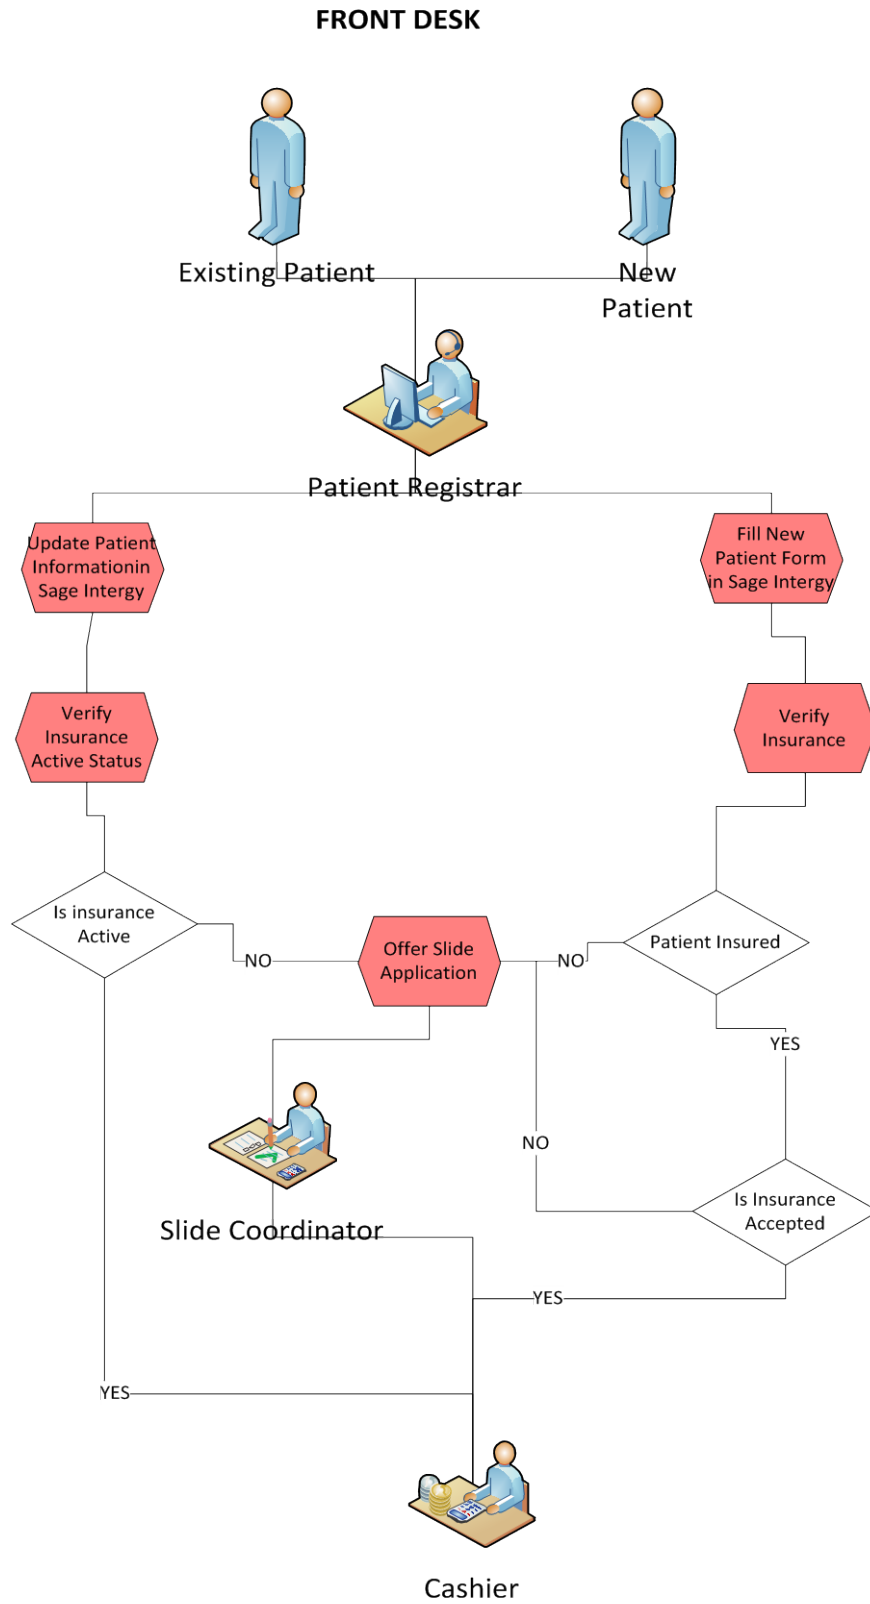 FRONT DESK
Existing Patient
New
Patient
Patient Registrar
Update Patient
Informationin
Sage Intergy
Fill New
Patient Form
in Sage Intergy
Verify
Insurance
Active Status
Verify
Insurance
Is insurance
Active
Offer Slide
Application
Patient Insured
NO
NO
YES
NO
Is Insurance
Accepted
Slide Coordinator
YES
YES
Cashier